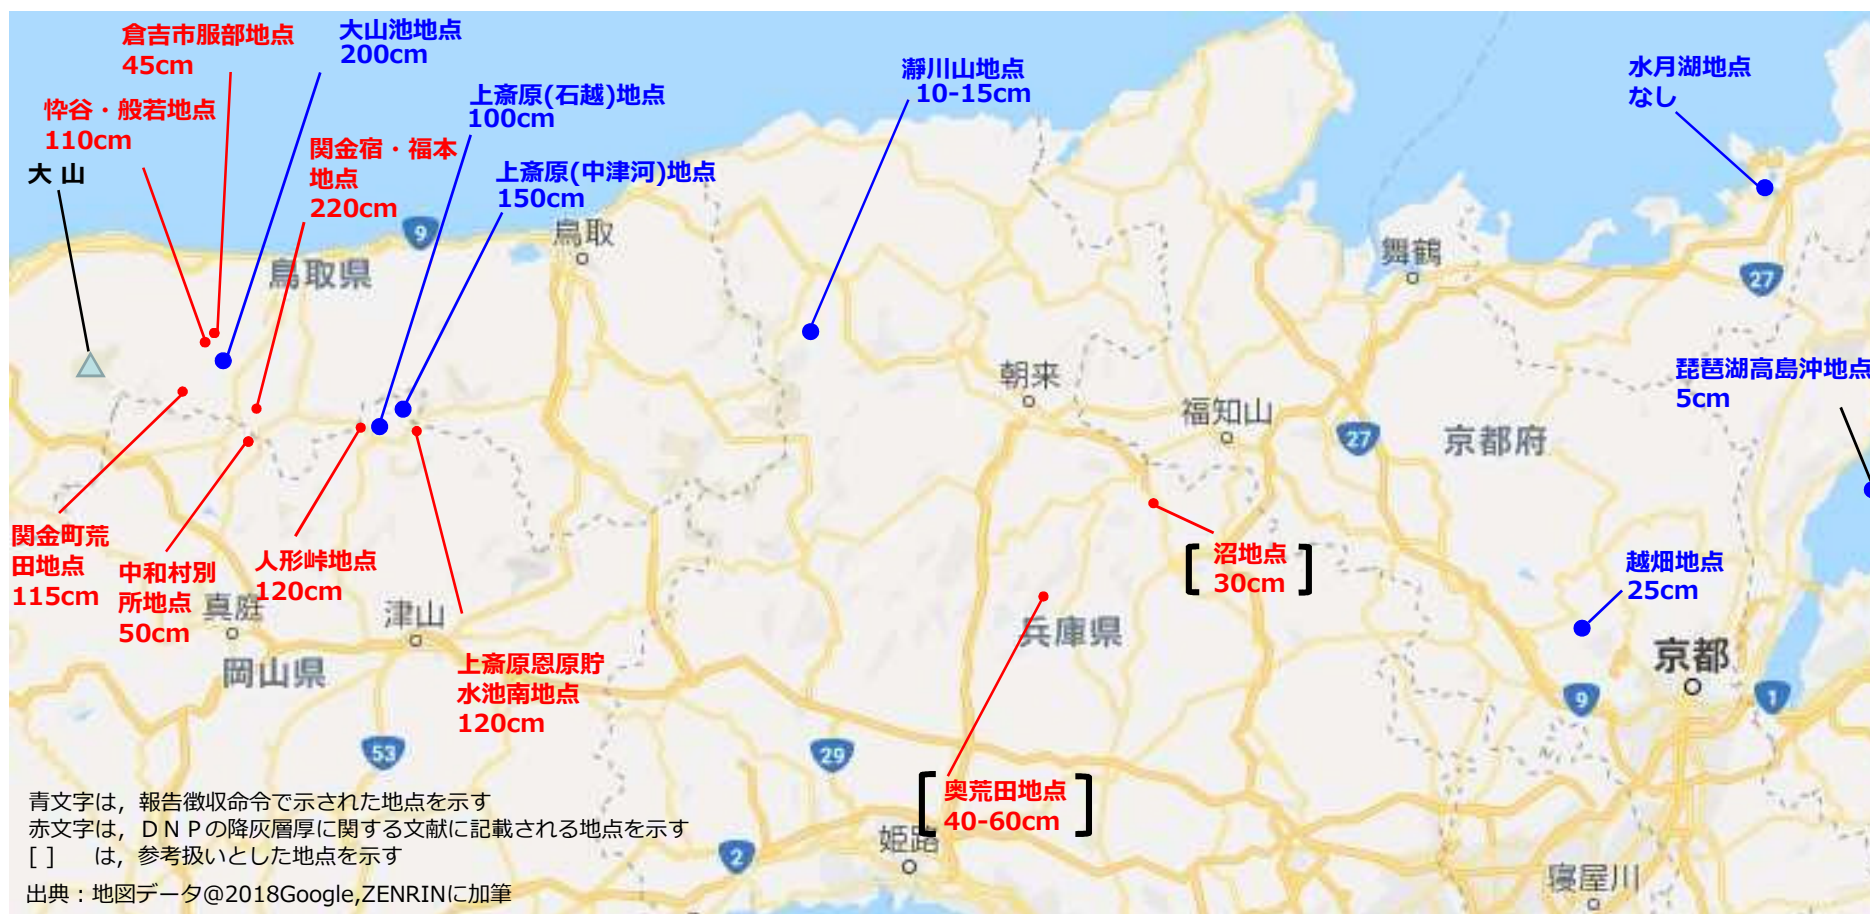 倉吉市服部地点
45cm
大山池地点
200cm
忰谷・般若地点
110cm
大 山
上斎原(石越)地点
100cm
関金宿・福本
地点
220cm
上斎原(中津河)地点
150cm
瀞川山地点
10-15cm
水月湖地点
なし
9
鳥取
鳥取県
舞鶴
27
朝来
福知山
27
京都府
琵琶湖高島沖地点
5cm
関金町荒
田地点
115cm
中和村別
所地点
50cm
人形峠地点
120cm
沼地点
30cm
越畑地点
25cm
真庭
津山
岡山県
上斎原恩原貯
水池南地点
120cm
兵庫県
京都
9
1
53
29
奥荒田地点
40-60cm
姫路
2
寝屋川
青文字は，報告徴収命令で示された地点を示す
赤文字は，ＤＮＰの降灰層厚に関する文献に記載される地点を示す
[ ]　は，参考扱いとした地点を示す
出典：地図データ@2018Google,ZENRINに加筆